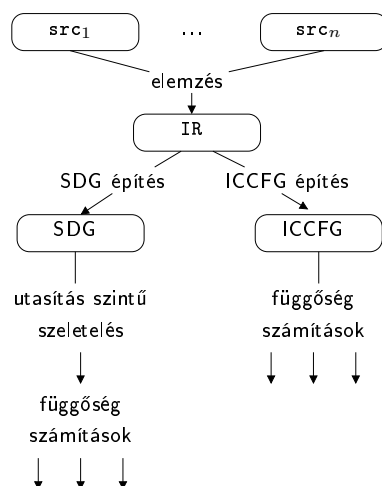 src₁ ... srcₙ
elemzés
IR
SDG építés ICCFG építés
SDG ICCFG
utasítás szintű függőség
szeletelés számítások
függőség
számítások